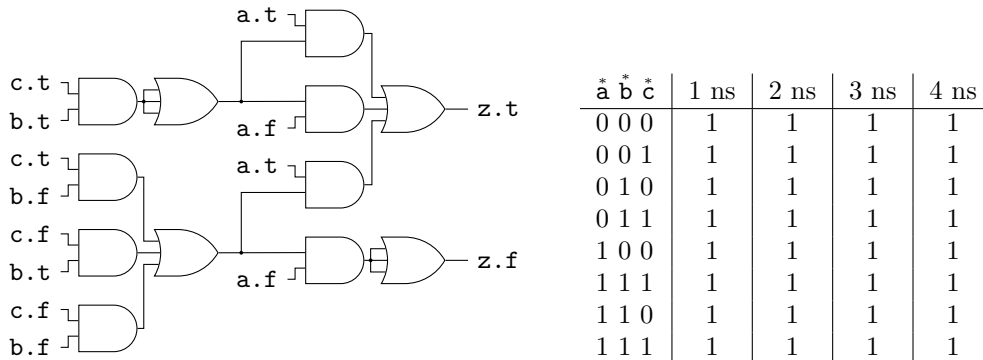 a.t
c.t
b.t
a.f
z.t
c.t
a.t
b.f
c.f
b.t
a.f
z.f
c.f
b.f
* * *
a b c 1 ns 2 ns 3 ns 4 ns
0 0 0 1 1 1 1
0 0 1 1 1 1 1
0 1 0 1 1 1 1
0 1 1 1 1 1 1
1 0 0 1 1 1 1
1 1 1 1 1 1 1
1 1 0 1 1 1 1
1 1 1 1 1 1 1